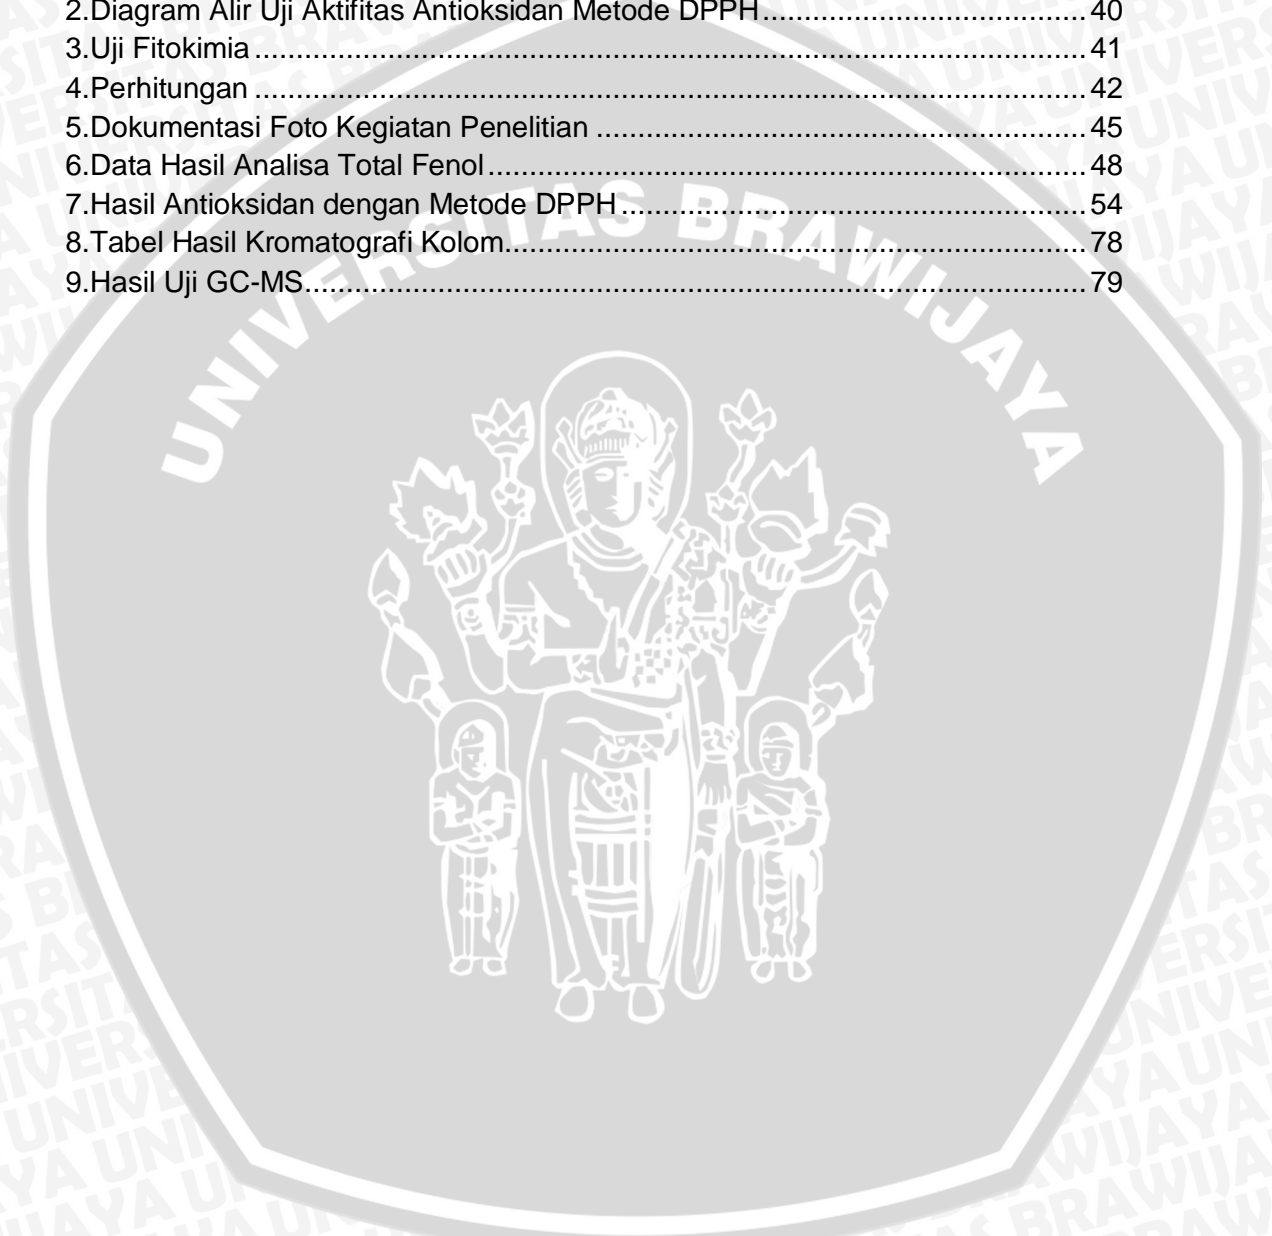 2.Diagram Alir Uji Aktifitas Antioksidan Metode DPPH........................................ 40
3.Uji Fitokimia ........................................................................................................ 41
4.Perhitungan ........................................................................................................ 42
5.Dokumentasi Foto Kegiatan Penelitian ............................................................. 45
6.Data Hasil Analisa Total Fenol........................................................................... 48
7.Hasil Antioksidan dengan Metode DPPH .......................................................... 54
8.Tabel Hasil Kromatografi Kolom......................................................................... 78
9.Hasil Uji GC-MS.................................................................................................. 79
UNIVERSITAS BRAWIJAYA